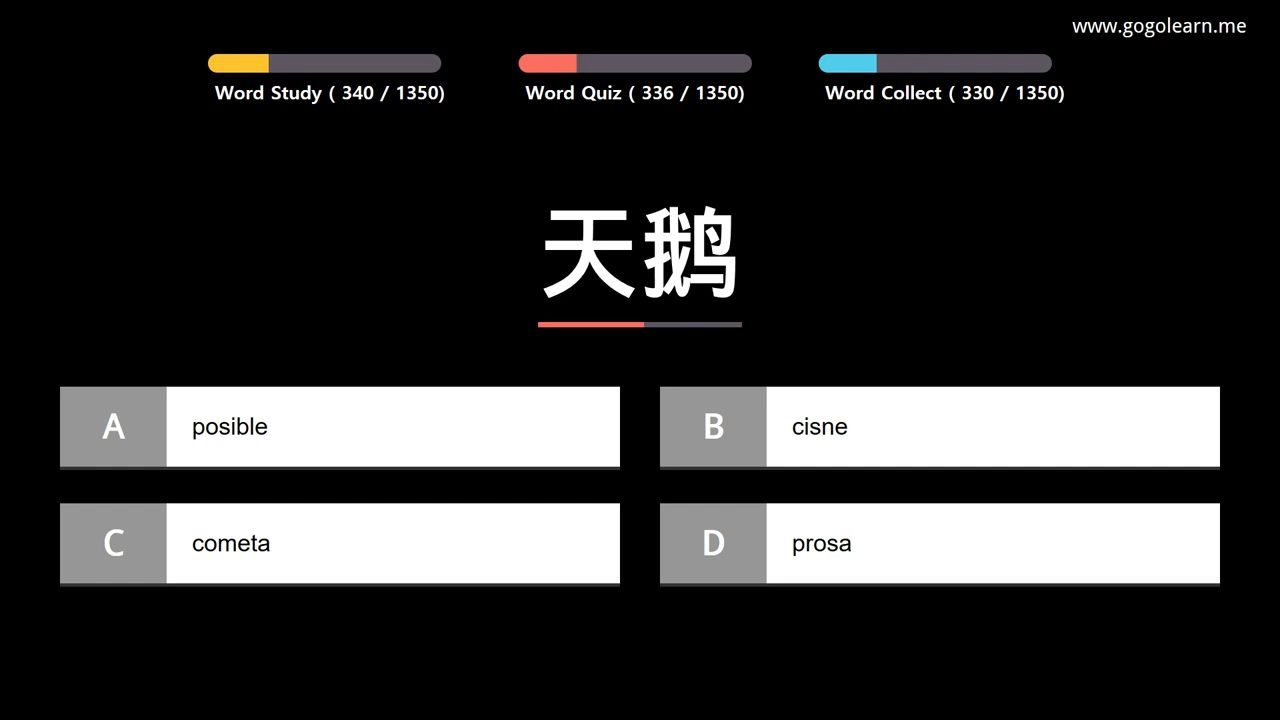 www.gogolearn.me
Word Study ( 340 / 1350)
Word Quiz ( 336 / 1350)
Word Collect ( 330 / 1350)
天鹅
A posible
B cisne
C cometa
D prosa